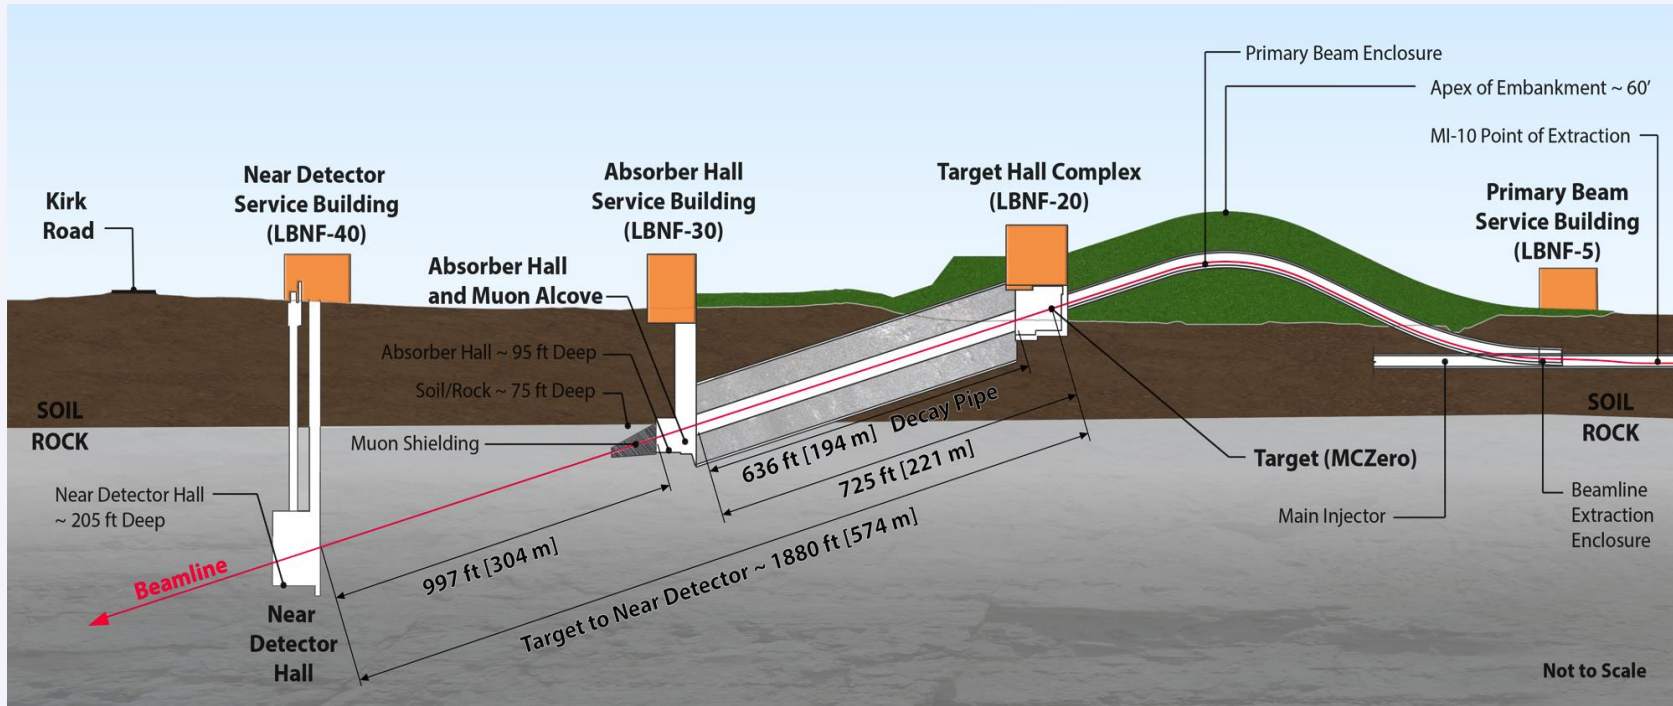 Primary Beam Enclosure
Apex of Embankment ~ 60'
MI-10 Point of Extraction
Kirk
Road
Near Detector
Service Building
(LBNF-40)
Absorber Hall
Service Building
(LBNF-30)
Target Hall Complex
(LBNF-20)
Primary Beam
Service Building
(LBNF-5)
Absorber Hall
and Muon Alcove
Absorber Hall ~ 95 ft Deep
Soil/Rock ~ 75 ft Deep
Muon Shielding
SOIL
ROCK
SOIL
ROCK
Near Detector Hall
~ 205 ft Deep
636 ft [194 m] Decay Pipe
725 ft [221 m]
997 ft [304 m]
Target to Near Detector ~ 1880 ft [574 m]
Target (MCZero)
Main Injector
Beamline
Extraction
Enclosure
Beamline
Near
Detector
Hall
Not to Scale